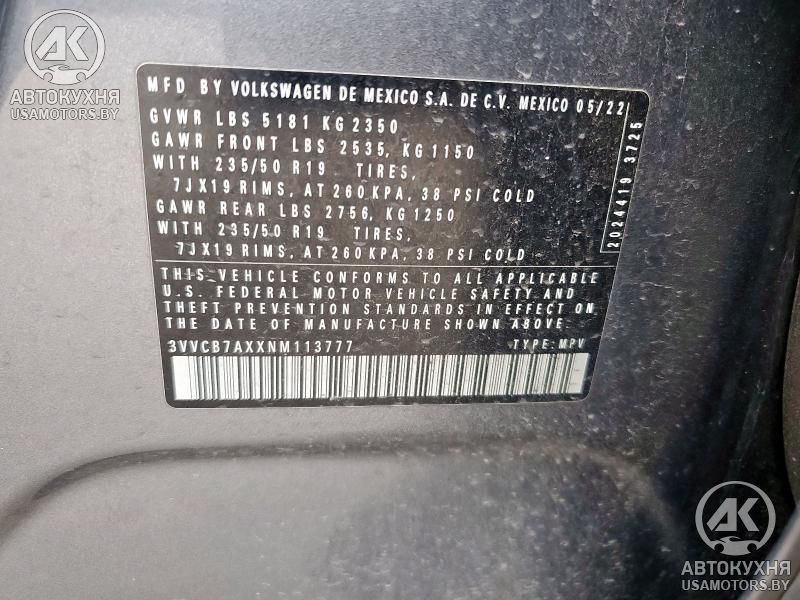 АК
АВТОКУХНЯ
USAMOTORS.BY
MFD BY VOLKSWAGEN DE MEXICO S.A. DE C.V. MEXICO 05/22
GVWR LBS 5181 KG 2350
GAWR FRONT LBS 2535, KG 1150
WITH 235/50 R19 TIRES,
7JX19 RIMS, AT 260 KPA, 38 PSI COLD
GAWR REAR LBS 2756, KG 1250
WITH 235/50 R19 TIRES,
7JX19 RIMS, AT 260 KPA, 38 PSI COLD
2024419 3725
THIS VEHICLE CONFORMS TO ALL APPLICABLE
U.S. FEDERAL MOTOR VEHICLE SAFETY AND
THEFT PREVENTION STANDARDS IN EFFECT ON
THE DATE OF MANUFACTURE SHOWN ABOVE.
3VVCB7AXXNM113777 TYPE: MPV
АК
АВТОКУХНЯ
USAMOTORS.BY